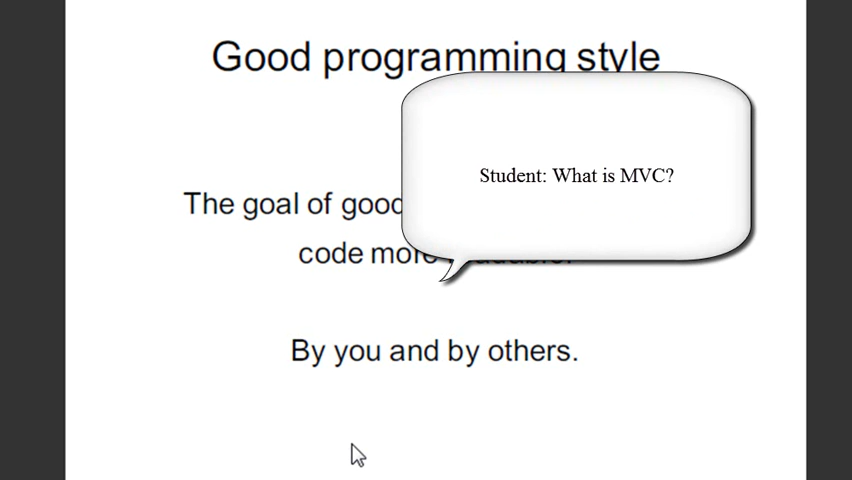 Good programming style
Student: What is MVC?
The goal of good
code more
By you and by others.